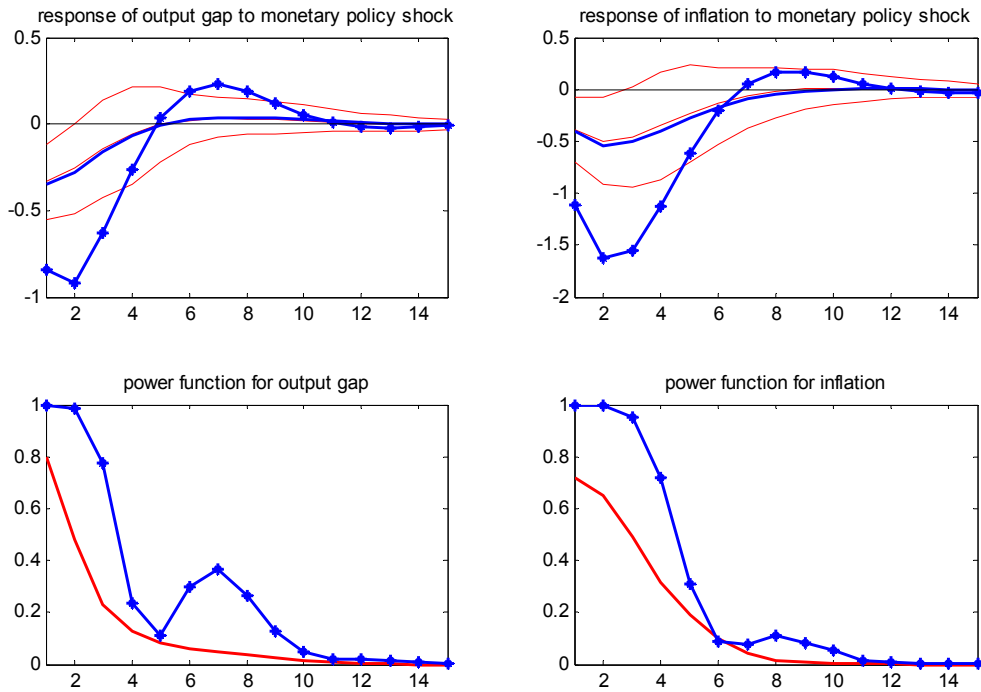 response of output gap to monetary policy shock
0.5
0
-0.5
-1
2 4 6 8 10 12 14
response of inflation to monetary policy shock
0.5
0
-0.5
-1
-1.5
-2
2 4 6 8 10 12 14
power function for output gap
1
0.8
0.6
0.4
0.2
0
2 4 6 8 10 12 14
power function for inflation
1
0.8
0.6
0.4
0.2
0
2 4 6 8 10 12 14